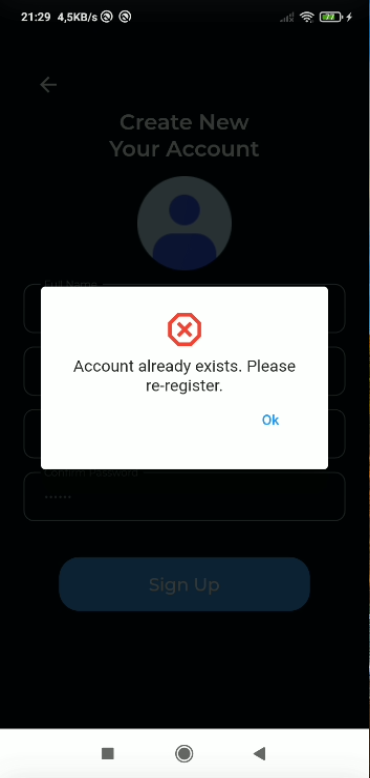 21:29 4,5KB/s
Create New
Your Account
Full Name
Account already exists. Please
re-register.
Ok
Confirm Password
Sign Up